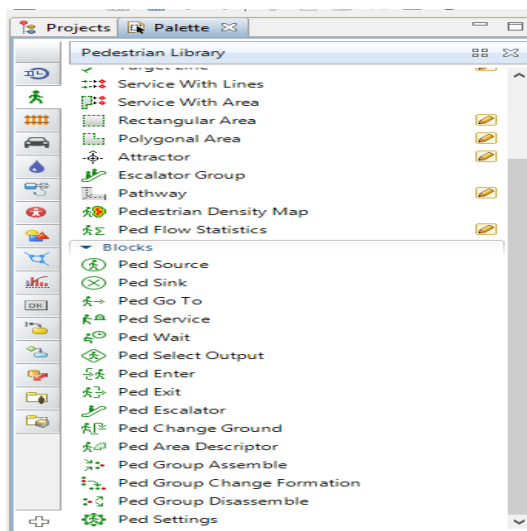 Projects
Palette
Pedestrian Library
Target Line
Service With Lines
Service With Area
Rectangular Area
Polygonal Area
Attractor
Escalator Group
Pathway
Pedestrian Density Map
Ped Flow Statistics
Blocks
Ped Source
Ped Sink
Ped Go To
Ped Service
Ped Wait
Ped Select Output
Ped Enter
Ped Exit
Ped Escalator
Ped Change Ground
Ped Area Descriptor
Ped Group Assemble
Ped Group Change Formation
Ped Group Disassemble
Ped Settings
OK